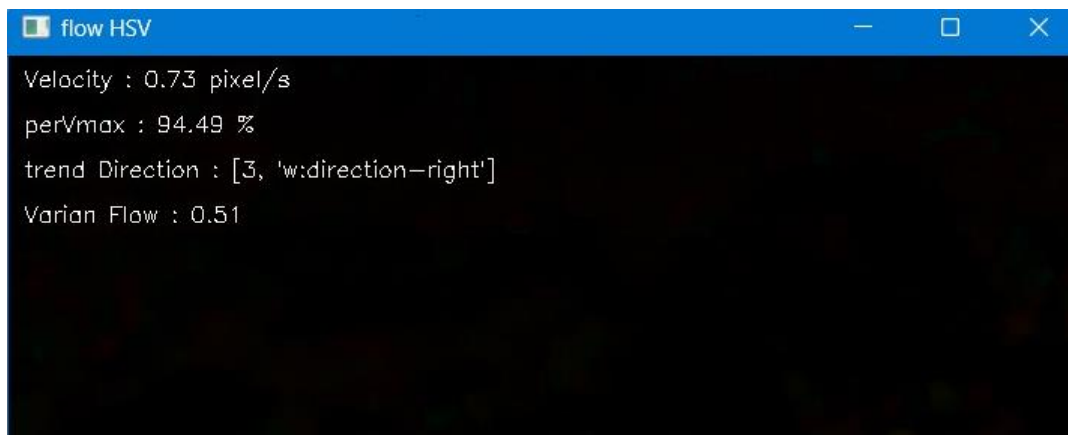 flow HSV
Velocity : 0.73 pixel/s
perVmax : 94.49 %
trend Direction : [3, 'w:direction-right']
Varian Flow : 0.51